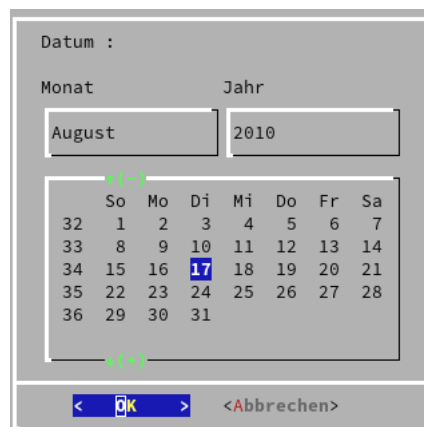 Datum :
Monat Jahr
August 2010
+(-)
So Mo Di Mi Do Fr Sa
32 1 2 3 4 5 6 7
33 8 9 10 11 12 13 14
34 15 16 17 18 19 20 21
35 22 23 24 25 26 27 28
36 29 30 31
+(+)
< OK > <Abbrechen>